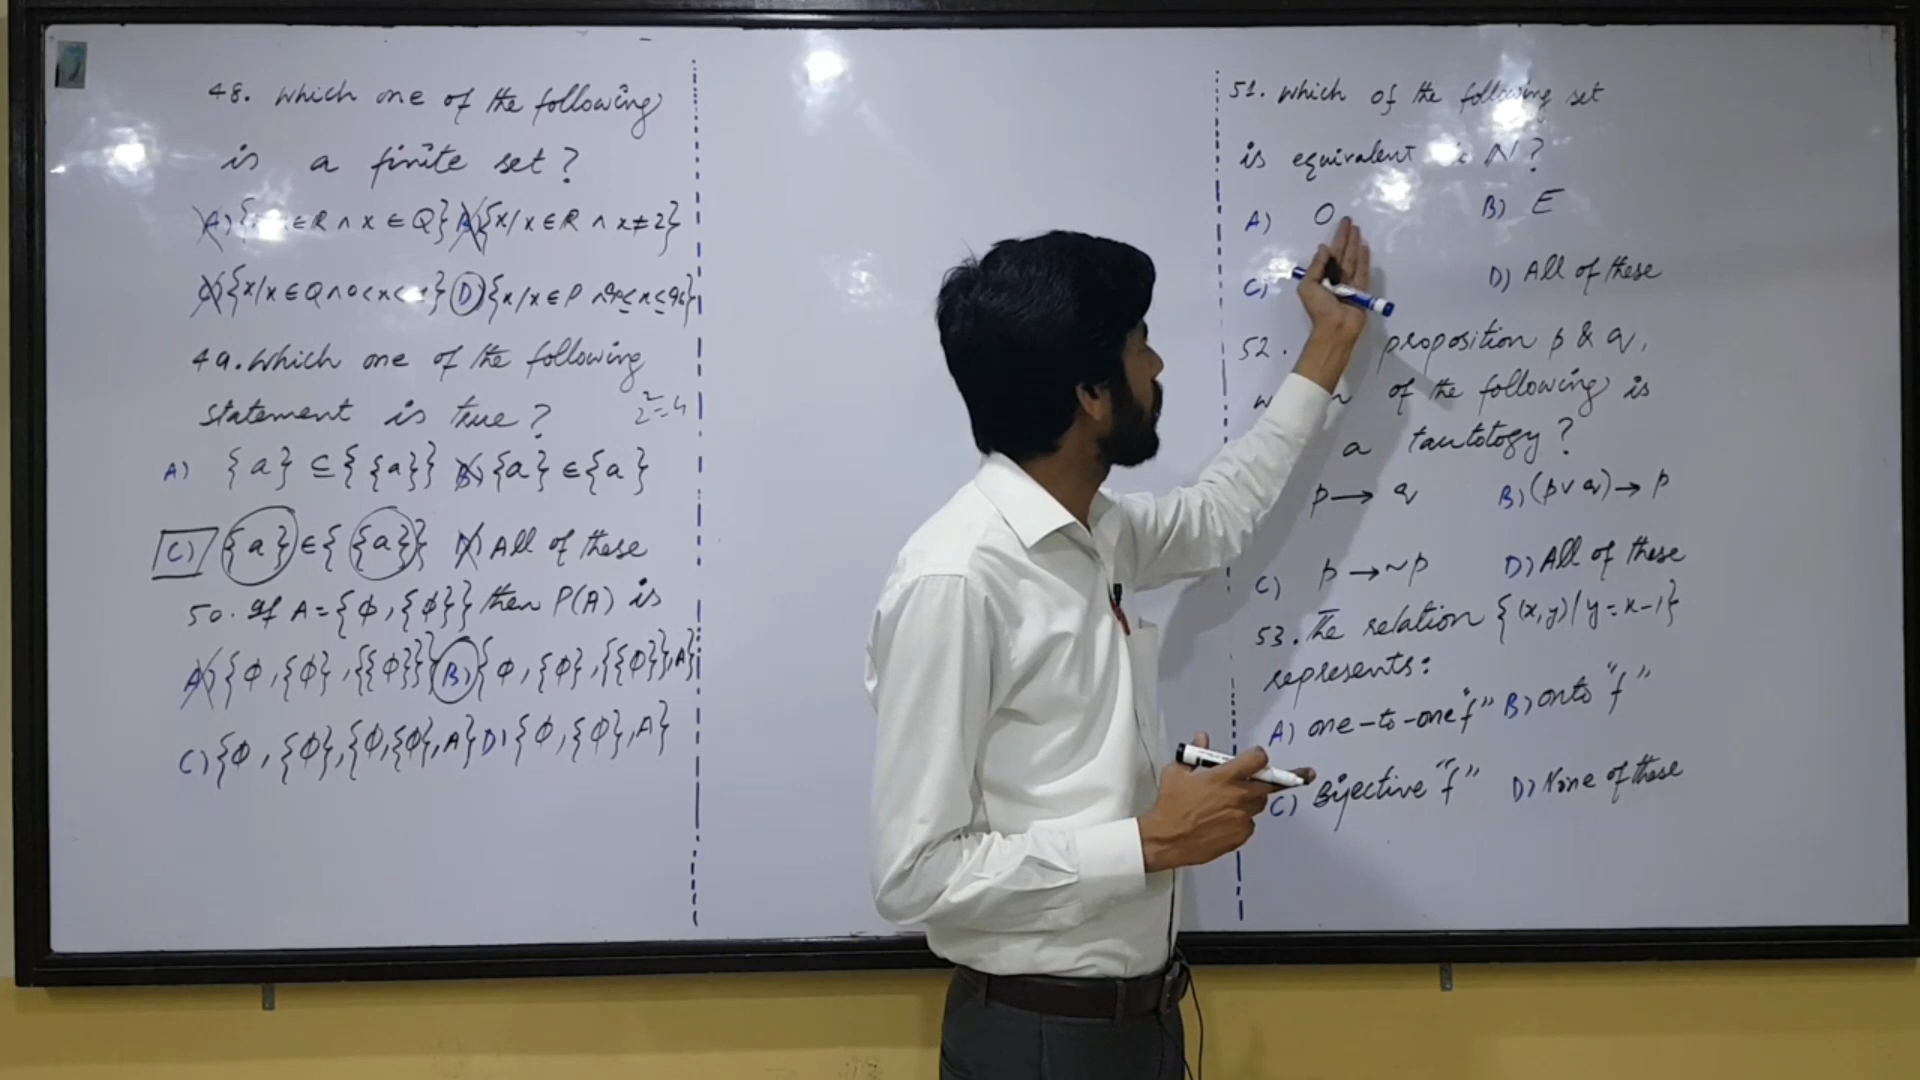 48. Which one of the following
is a finite set?
A) { ∈R ∧ x ∈ Q} B) {x/x ∈ R ∧ x≠2}
C) {x/x ∈ Q ∧ 0<x< } D) {x/x ∈ P ∧ ≤ x ≤ 96}
49. Which one of the following
statement is true? 2²=4
A) {a} ⊆ {{a}} B) {a} ∈ {a}
C) {a} ∈ {{a}} D) All of these
50. If A = {φ, {φ}} then P(A) is
A) {φ, {φ}, {{φ}}} B) {φ, {φ}, {{φ}}, A}
C) {φ, {φ}, {φ, {φ}, A} D) {φ, {φ}, A}
51. Which of the following set
is equivalent N?
A) O B) E
C) D) All of these
52. proposition p & q,
of the following is
a tautotogy?
p → q B) (p ∨ q) → p
C) p → ~p D) All of these
53. The relation {(x,y)/y = x-1}
represents:
A) one-to-one "f" B) onto "f"
C) Bijective "f" D) None of these